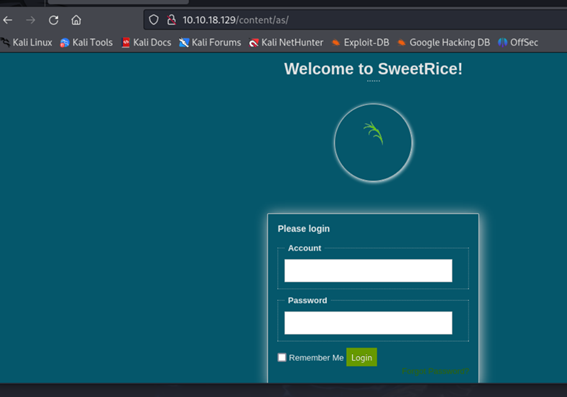 10.10.18.129/content/as/
Kali Linux Kali Tools Kali Docs Kali Forums Kali NetHunter Exploit-DB Google Hacking DB OffSec
Welcome to SweetRice!
Please login
Account
Password
Remember Me Login